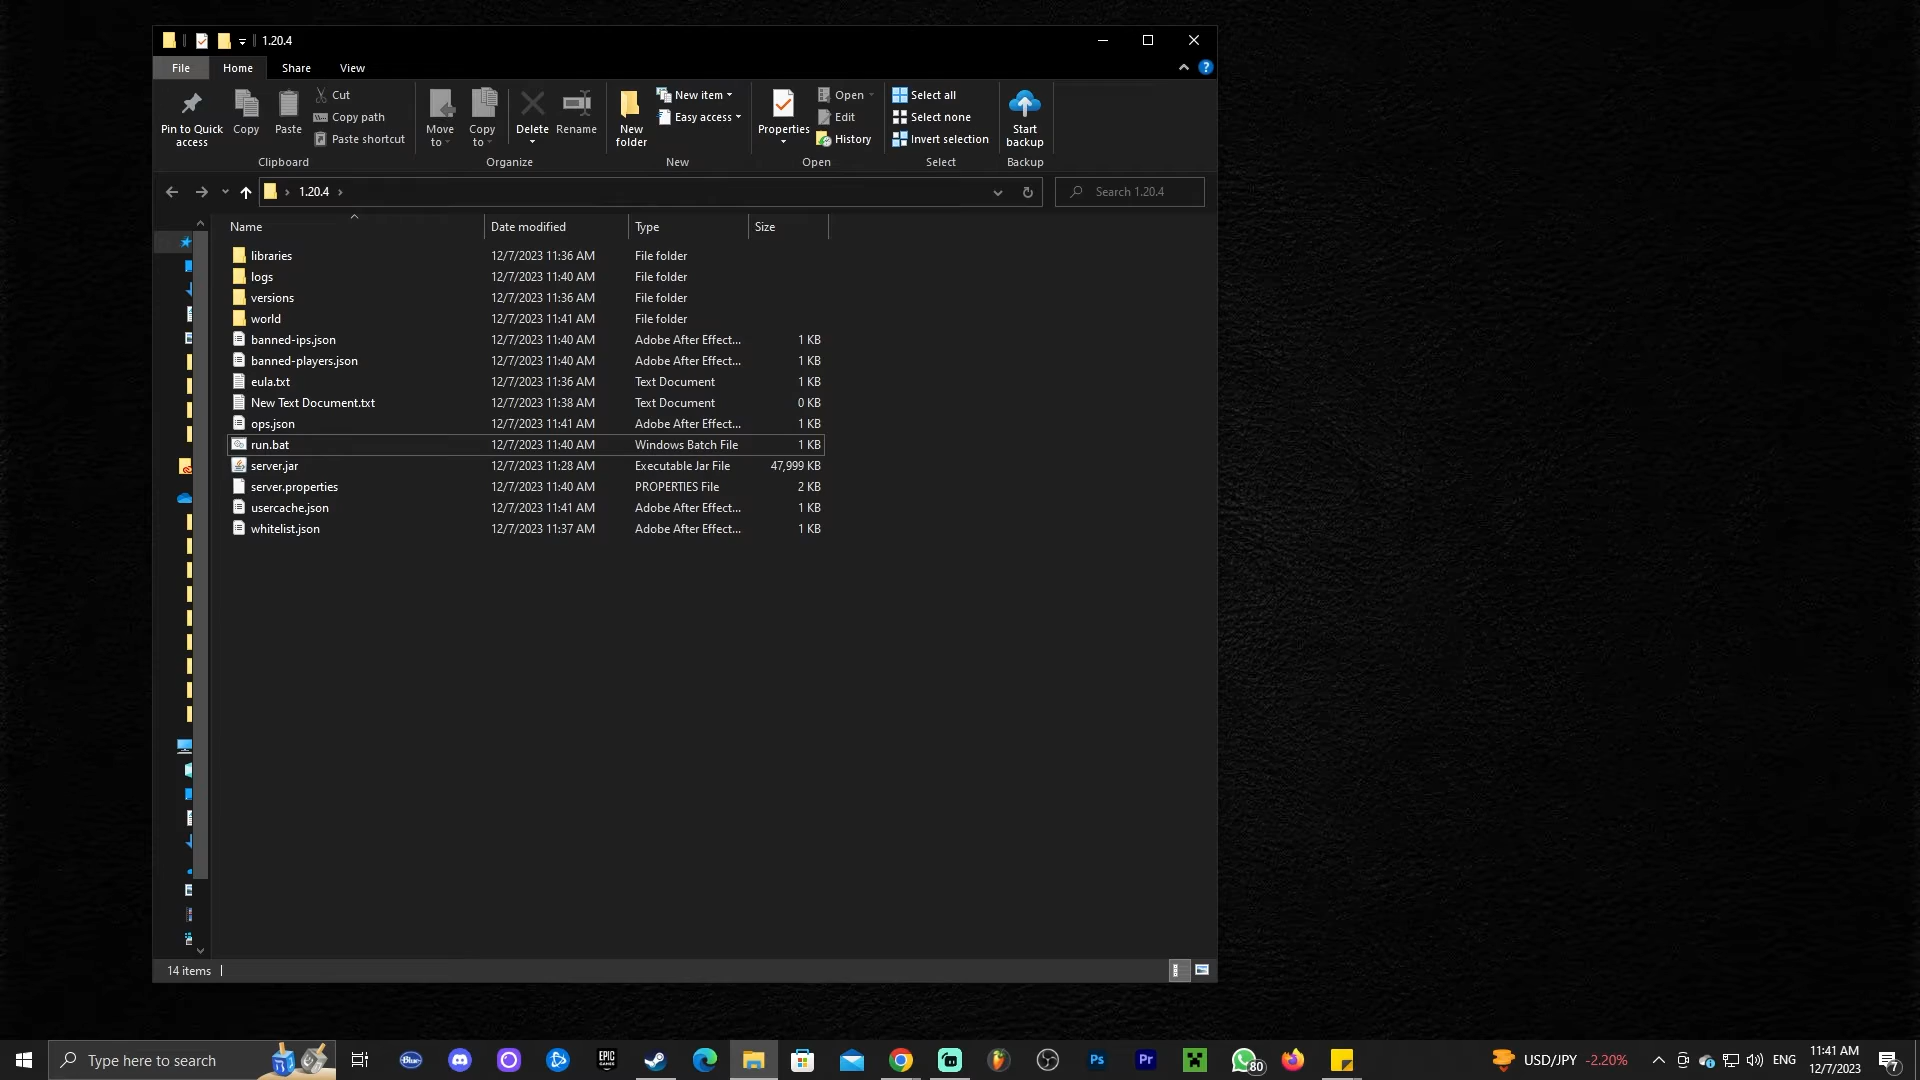 1.20.4
File Home Share View
Pin to Quick access
Copy
Paste
Cut
Copy path
Paste shortcut
Move to
Copy to
Delete
Rename
New folder
New item
Easy access
Properties
Open
Edit
History
Select all
Select none
Invert selection
Start backup
Clipboard Organize New Open Select Backup
1.20.4
Search 1.20.4
Name Date modified Type Size
libraries 12/7/2023 11:36 AM File folder
logs 12/7/2023 11:40 AM File folder
versions 12/7/2023 11:36 AM File folder
world 12/7/2023 11:41 AM File folder
banned-ips.json 12/7/2023 11:40 AM Adobe After Effect... 1 KB
banned-players.json 12/7/2023 11:40 AM Adobe After Effect... 1 KB
eula.txt 12/7/2023 11:36 AM Text Document 1 KB
New Text Document.txt 12/7/2023 11:38 AM Text Document 0 KB
ops.json 12/7/2023 11:41 AM Adobe After Effect... 1 KB
run.bat 12/7/2023 11:40 AM Windows Batch File 1 KB
server.jar 12/7/2023 11:28 AM Executable Jar File 47,999 KB
server.properties 12/7/2023 11:40 AM PROPERTIES File 2 KB
usercache.json 12/7/2023 11:41 AM Adobe After Effect... 1 KB
whitelist.json 12/7/2023 11:37 AM Adobe After Effect... 1 KB
14 items
Type here to search
Blue
EPIC GAMES
Ps
Pr
80
USD/JPY -2.20%
ENG
11:41 AM
12/7/2023
7